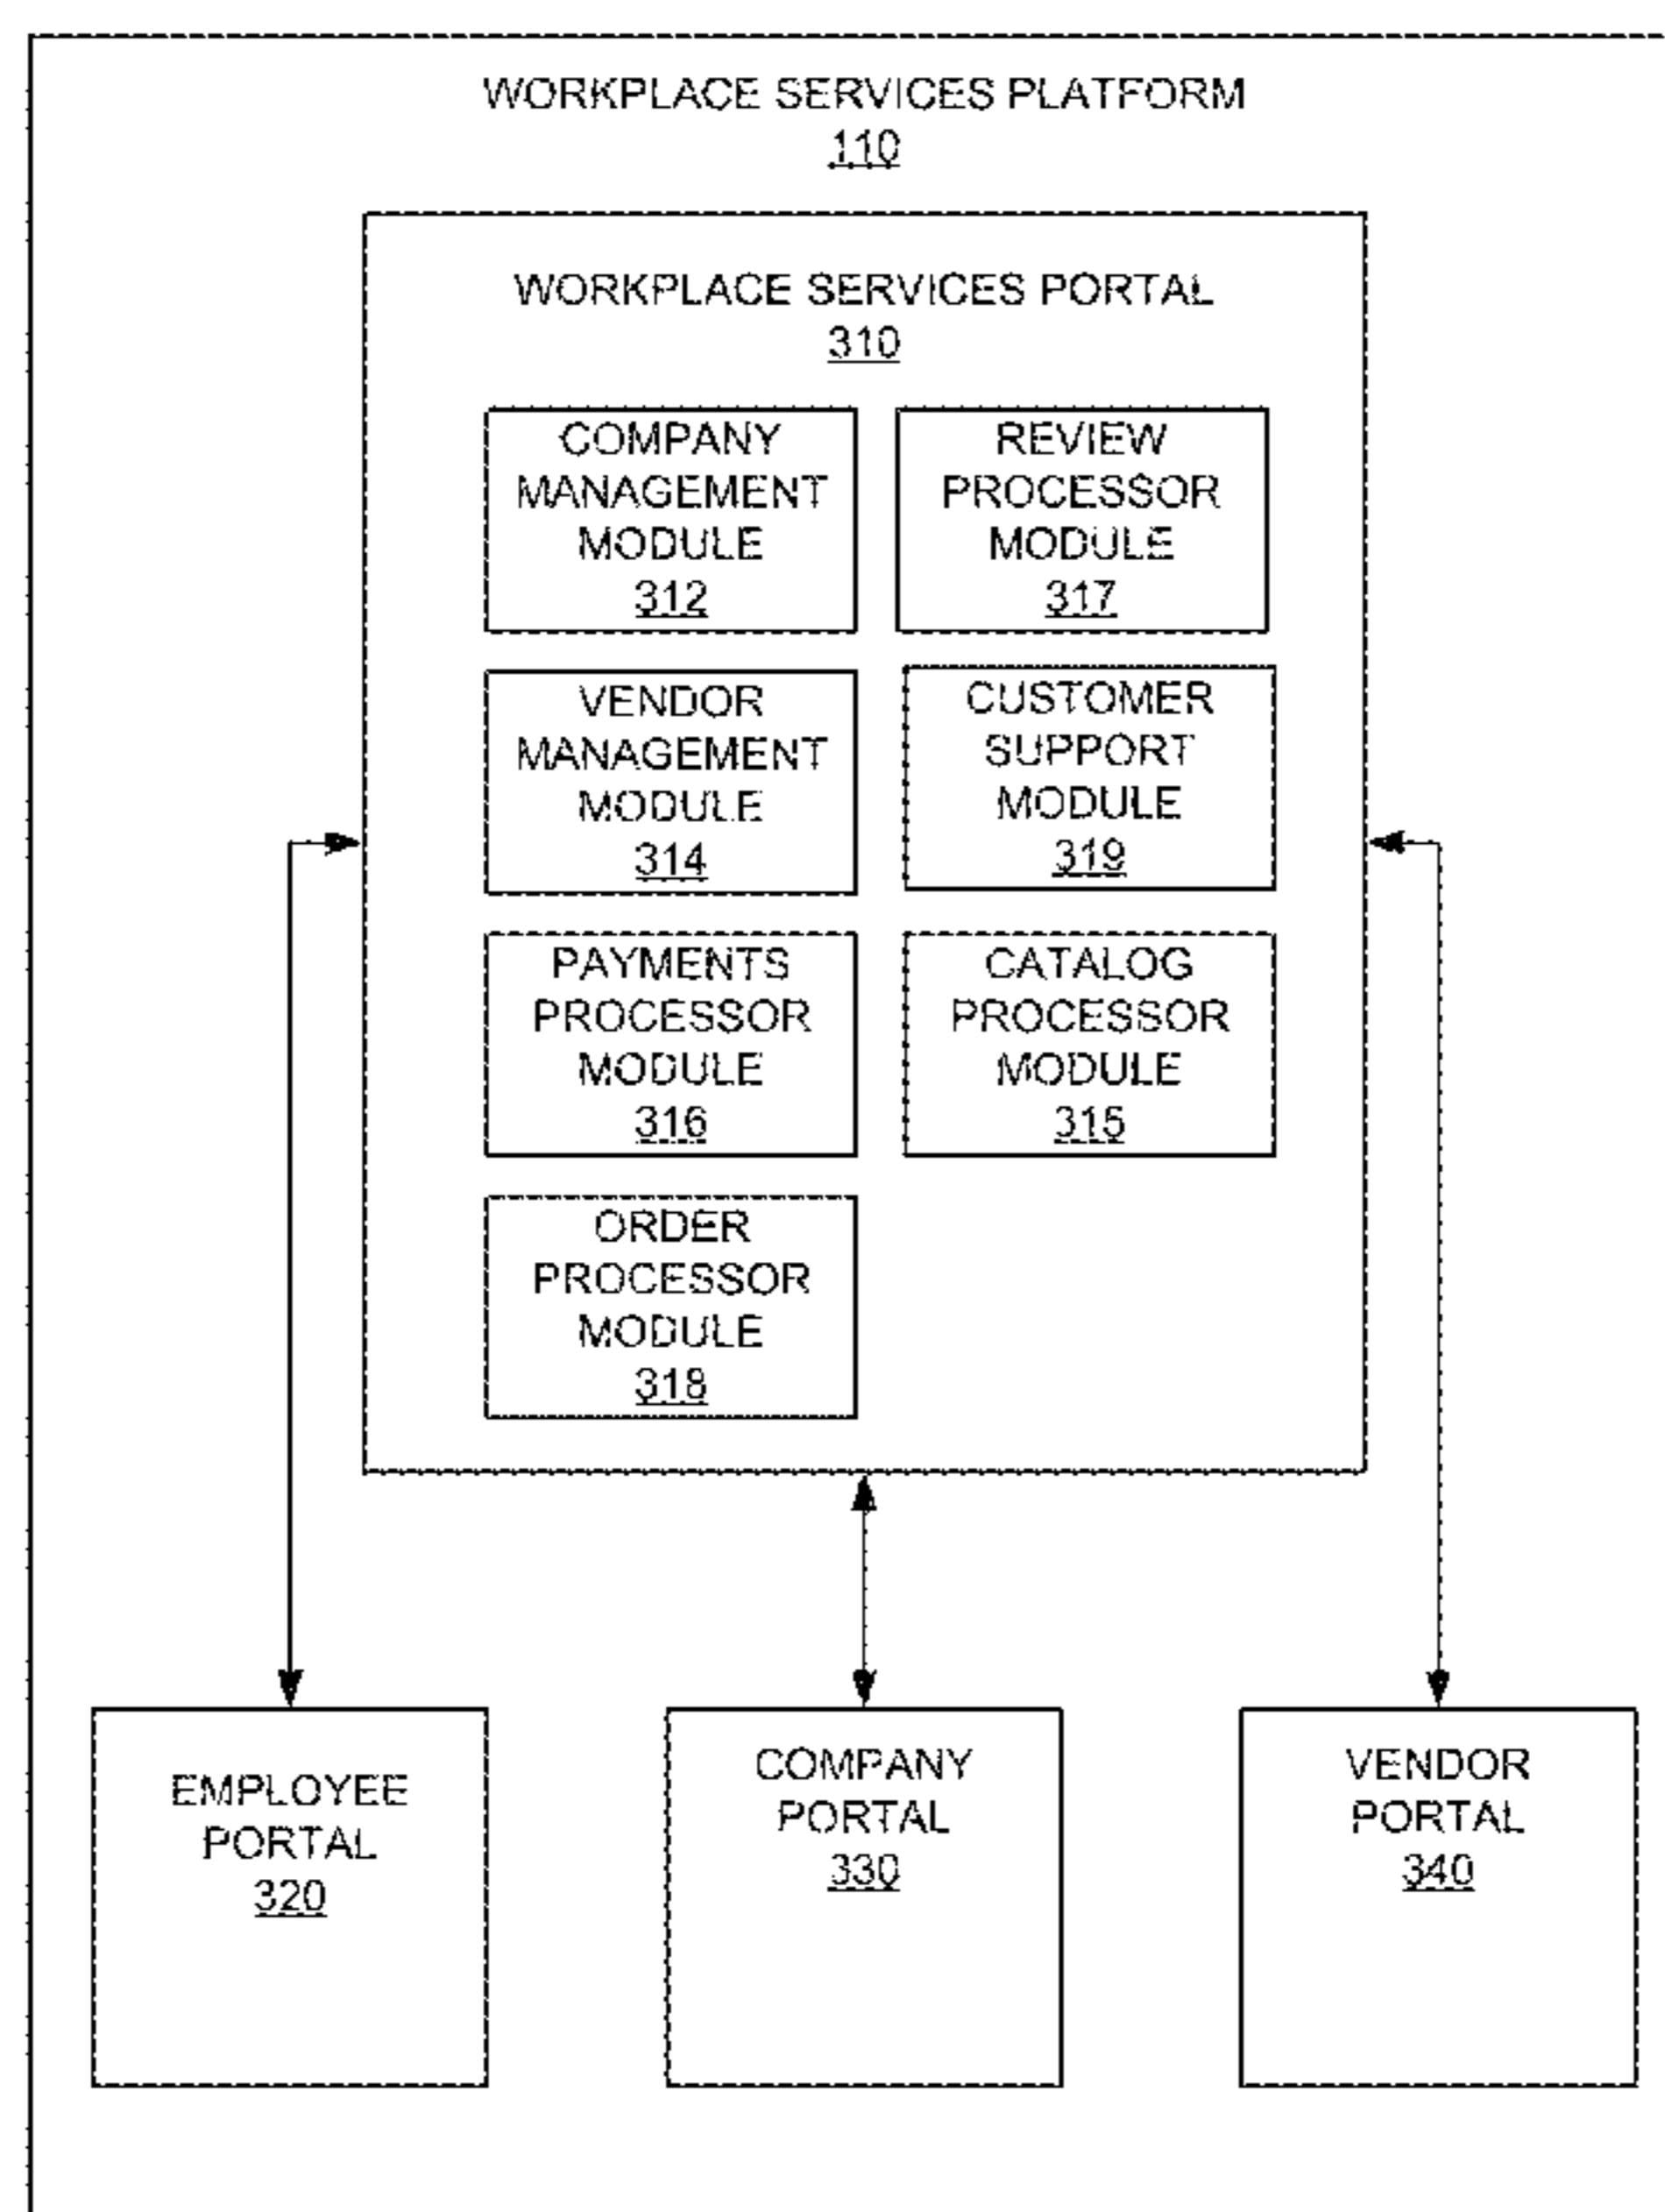 WORKPLACE SERVICES PLATFORM
110
WORKPLACE SERVICES PORTAL
310
COMPANY
MANAGEMENT
MODULE
312
REVIEW
PROCESSOR
MODULE
317
VENDOR
MANAGEMENT
MODULE
314
CUSTOMER
SUPPORT
MODULE
319
PAYMENTS
PROCESSOR
MODULE
316
CATALOG
PROCESSOR
MODULE
315
ORDER
PROCESSOR
MODULE
318
EMPLOYEE
PORTAL
320
COMPANY
PORTAL
330
VENDOR
PORTAL
340